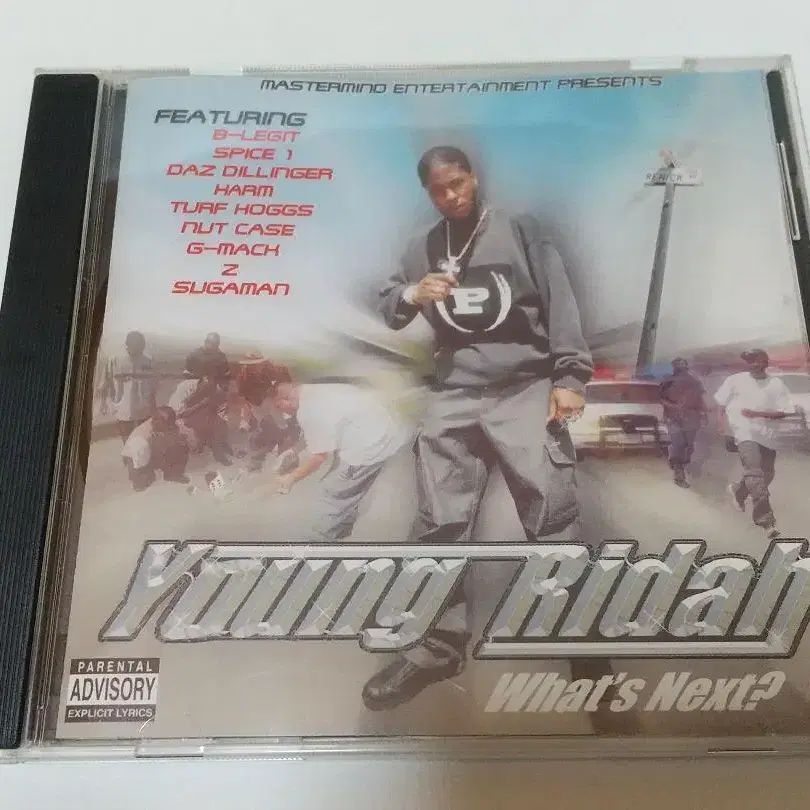 MASTERMIND ENTERTAINMENT PRESENTS
FEATURING
B-LEGIT
SPICE 1
DAZ DILLINGER
HARM
TURF HOGGS
NUT CASE
G-MACK
Z
SUGAMAN
RENICK
P
Young Ridah
What's Next?
PARENTAL
ADVISORY
EXPLICIT LYRICS